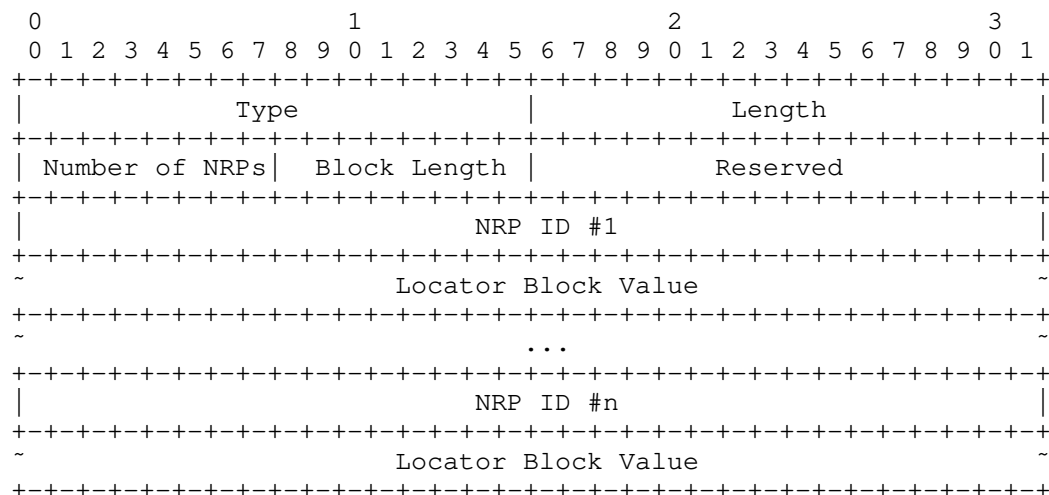 0                   1                   2                   3
 0 1 2 3 4 5 6 7 8 9 0 1 2 3 4 5 6 7 8 9 0 1 2 3 4 5 6 7 8 9 0 1
+-+-+-+-+-+-+-+-+-+-+-+-+-+-+-+-+-+-+-+-+-+-+-+-+-+-+-+-+-+-+-+-+
|             Type              |            Length             |
+-+-+-+-+-+-+-+-+-+-+-+-+-+-+-+-+-+-+-+-+-+-+-+-+-+-+-+-+-+-+-+-+
| Number of NRPs|  Block Length |           Reserved            |
+-+-+-+-+-+-+-+-+-+-+-+-+-+-+-+-+-+-+-+-+-+-+-+-+-+-+-+-+-+-+-+-+
|                            NRP ID #1                          |
+-+-+-+-+-+-+-+-+-+-+-+-+-+-+-+-+-+-+-+-+-+-+-+-+-+-+-+-+-+-+-+-+
~                       Locator Block Value                     ~
+-+-+-+-+-+-+-+-+-+-+-+-+-+-+-+-+-+-+-+-+-+-+-+-+-+-+-+-+-+-+-+-+
~                               ...                             ~
+-+-+-+-+-+-+-+-+-+-+-+-+-+-+-+-+-+-+-+-+-+-+-+-+-+-+-+-+-+-+-+-+
|                            NRP ID #n                          |
+-+-+-+-+-+-+-+-+-+-+-+-+-+-+-+-+-+-+-+-+-+-+-+-+-+-+-+-+-+-+-+-+
~                       Locator Block Value                     ~
+-+-+-+-+-+-+-+-+-+-+-+-+-+-+-+-+-+-+-+-+-+-+-+-+-+-+-+-+-+-+-+-+